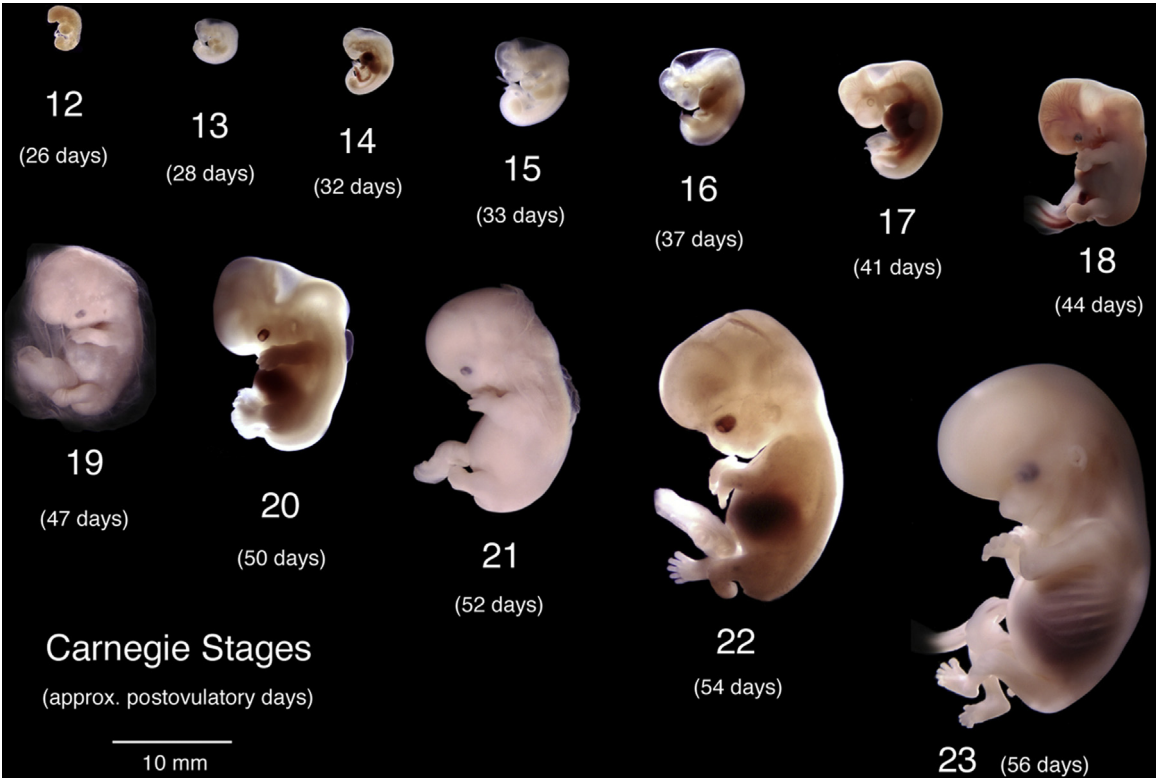 12
(26 days)
13
(28 days)
14
(32 days)
15
(33 days)
16
(37 days)
17
(41 days)
18
(44 days)
19
(47 days)
20
(50 days)
21
(52 days)
22
(54 days)
23 (56 days)
Carnegie Stages
(approx. postovulatory days)
10 mm